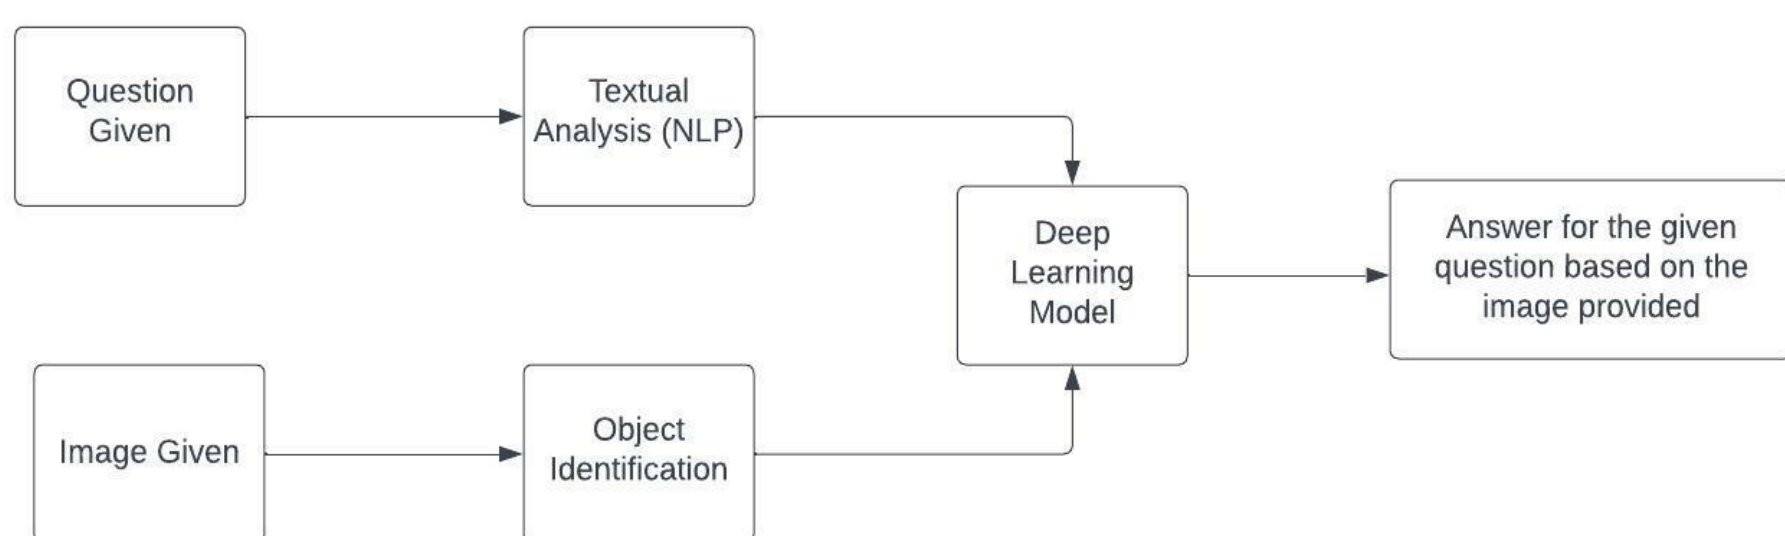 Question
Given
Textual
Analysis (NLP)
Deep
Learning
Model
Answer for the given
question based on the
image provided
Image Given
Object
Identification